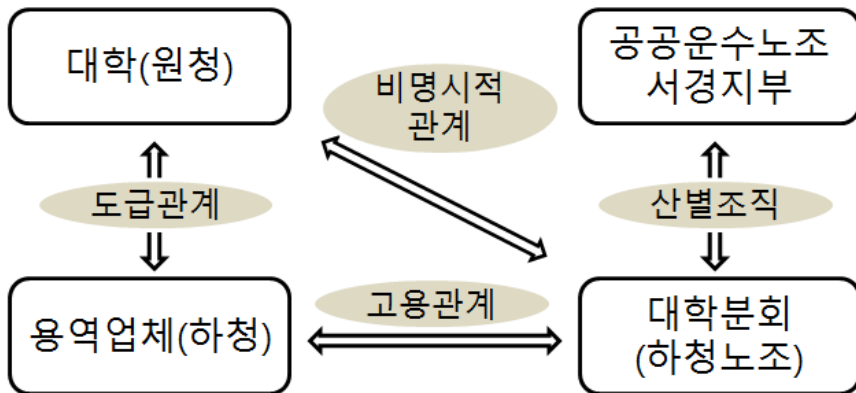 대학(원청)
비명시적
관계
공공운수노조
서경지부
도급관계
산별조직
용역업체(하청)
고용관계
대학분회
(하청노조)